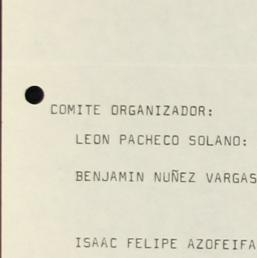 COMITE ORGANIZADOR:
LEON PACHECO SOLANO:
BENJAMIN NUÑEZ VARGAS
ISAAC FELIPE AZOFEIFA